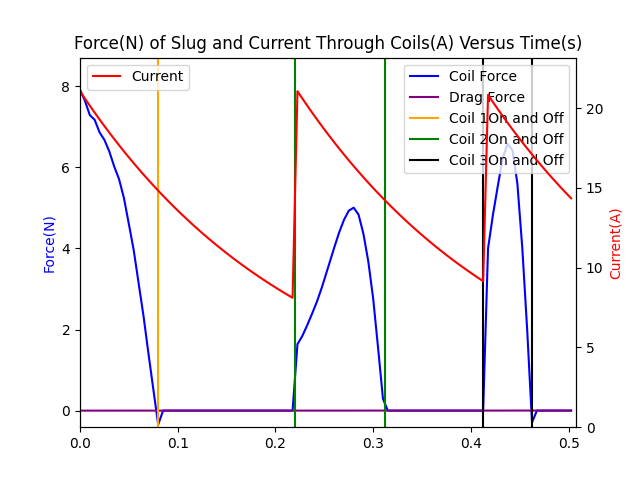 Force(N) of Slug and Current Through Coils(A) Versus Time(s)
Current
Coil Force
Drag Force
Coil 1On and Off
Coil 2On and Off
Coil 3On and Off
Force(N)
8
6
4
2
0
Current(A)
20
15
10
5
0
0.0 0.1 0.2 0.3 0.4 0.5